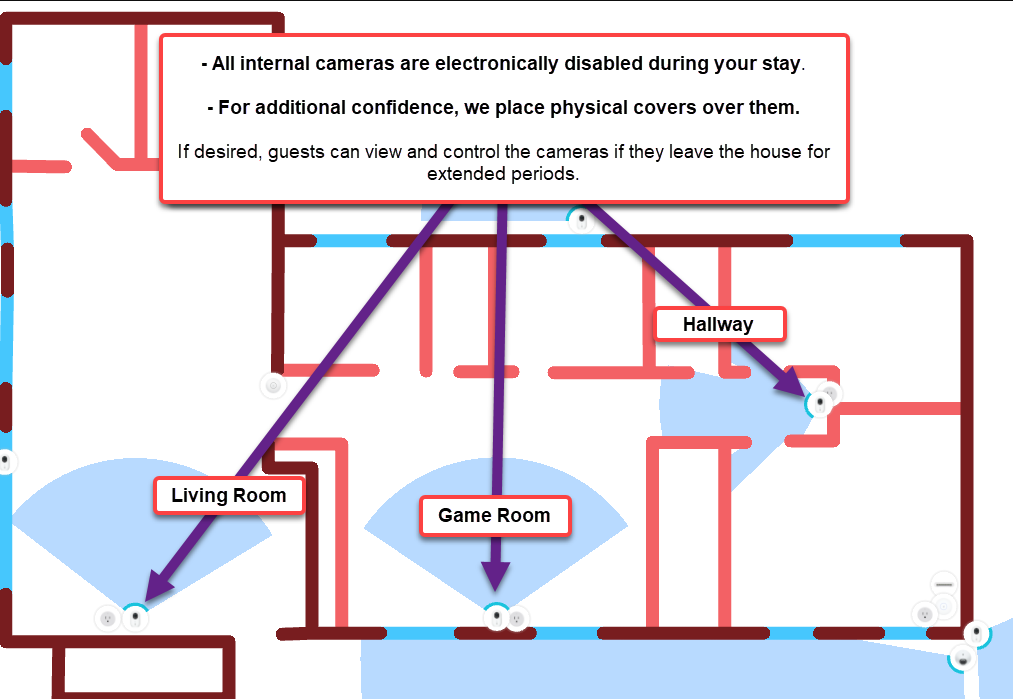 - All internal cameras are electronically disabled during your stay.
- For additional confidence, we place physical covers over them.
If desired, guests can view and control the cameras if they leave the house for
extended periods.
Hallway
Living Room
Game Room